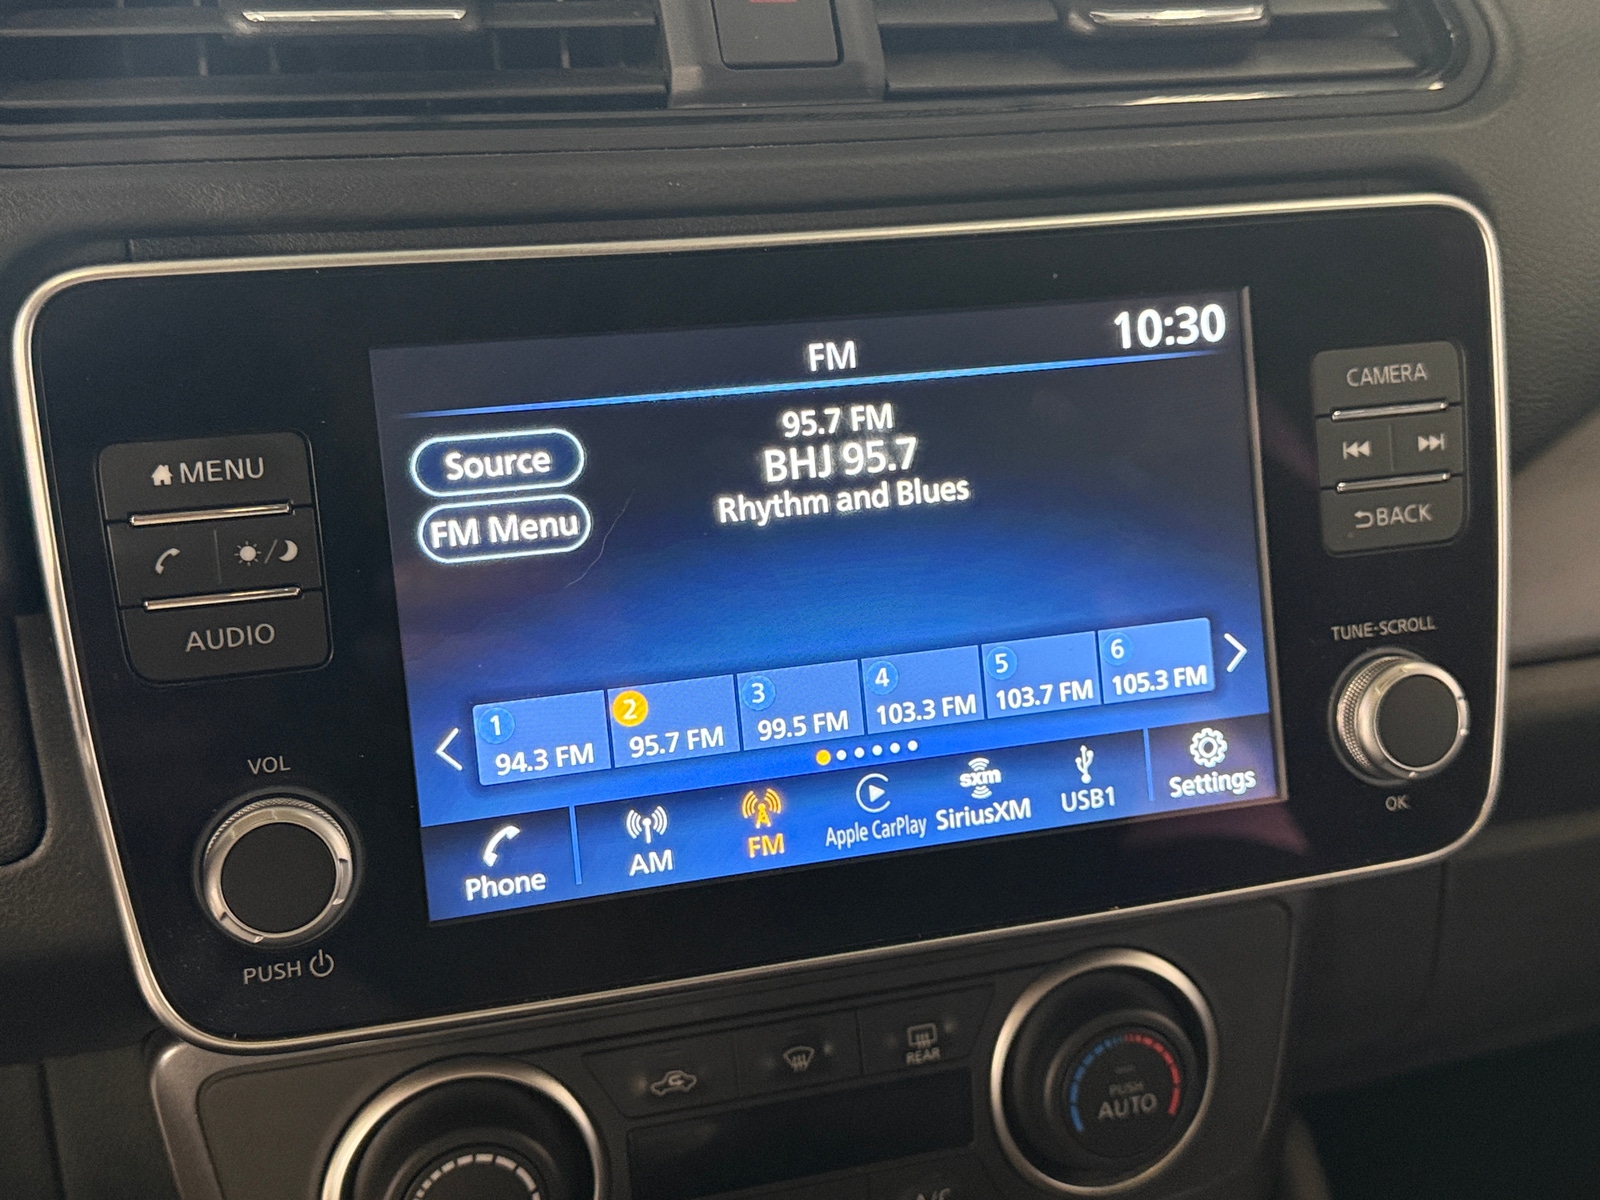 10:30
FM
95.7 FM
BHJ 95.7
Rhythm and Blues
Source
FM Menu
1
94.3 FM
2
95.7 FM
3
99.5 FM
4
103.3 FM
5
103.7 FM
6
105.3 FM
Phone
AM
FM
Apple CarPlay
sxm
SiriusXM
USB1
Settings
MENU
AUDIO
VOL
PUSH
CAMERA
BACK
TUNE·SCROLL
OK
REAR
PUSH
AUTO
A/C